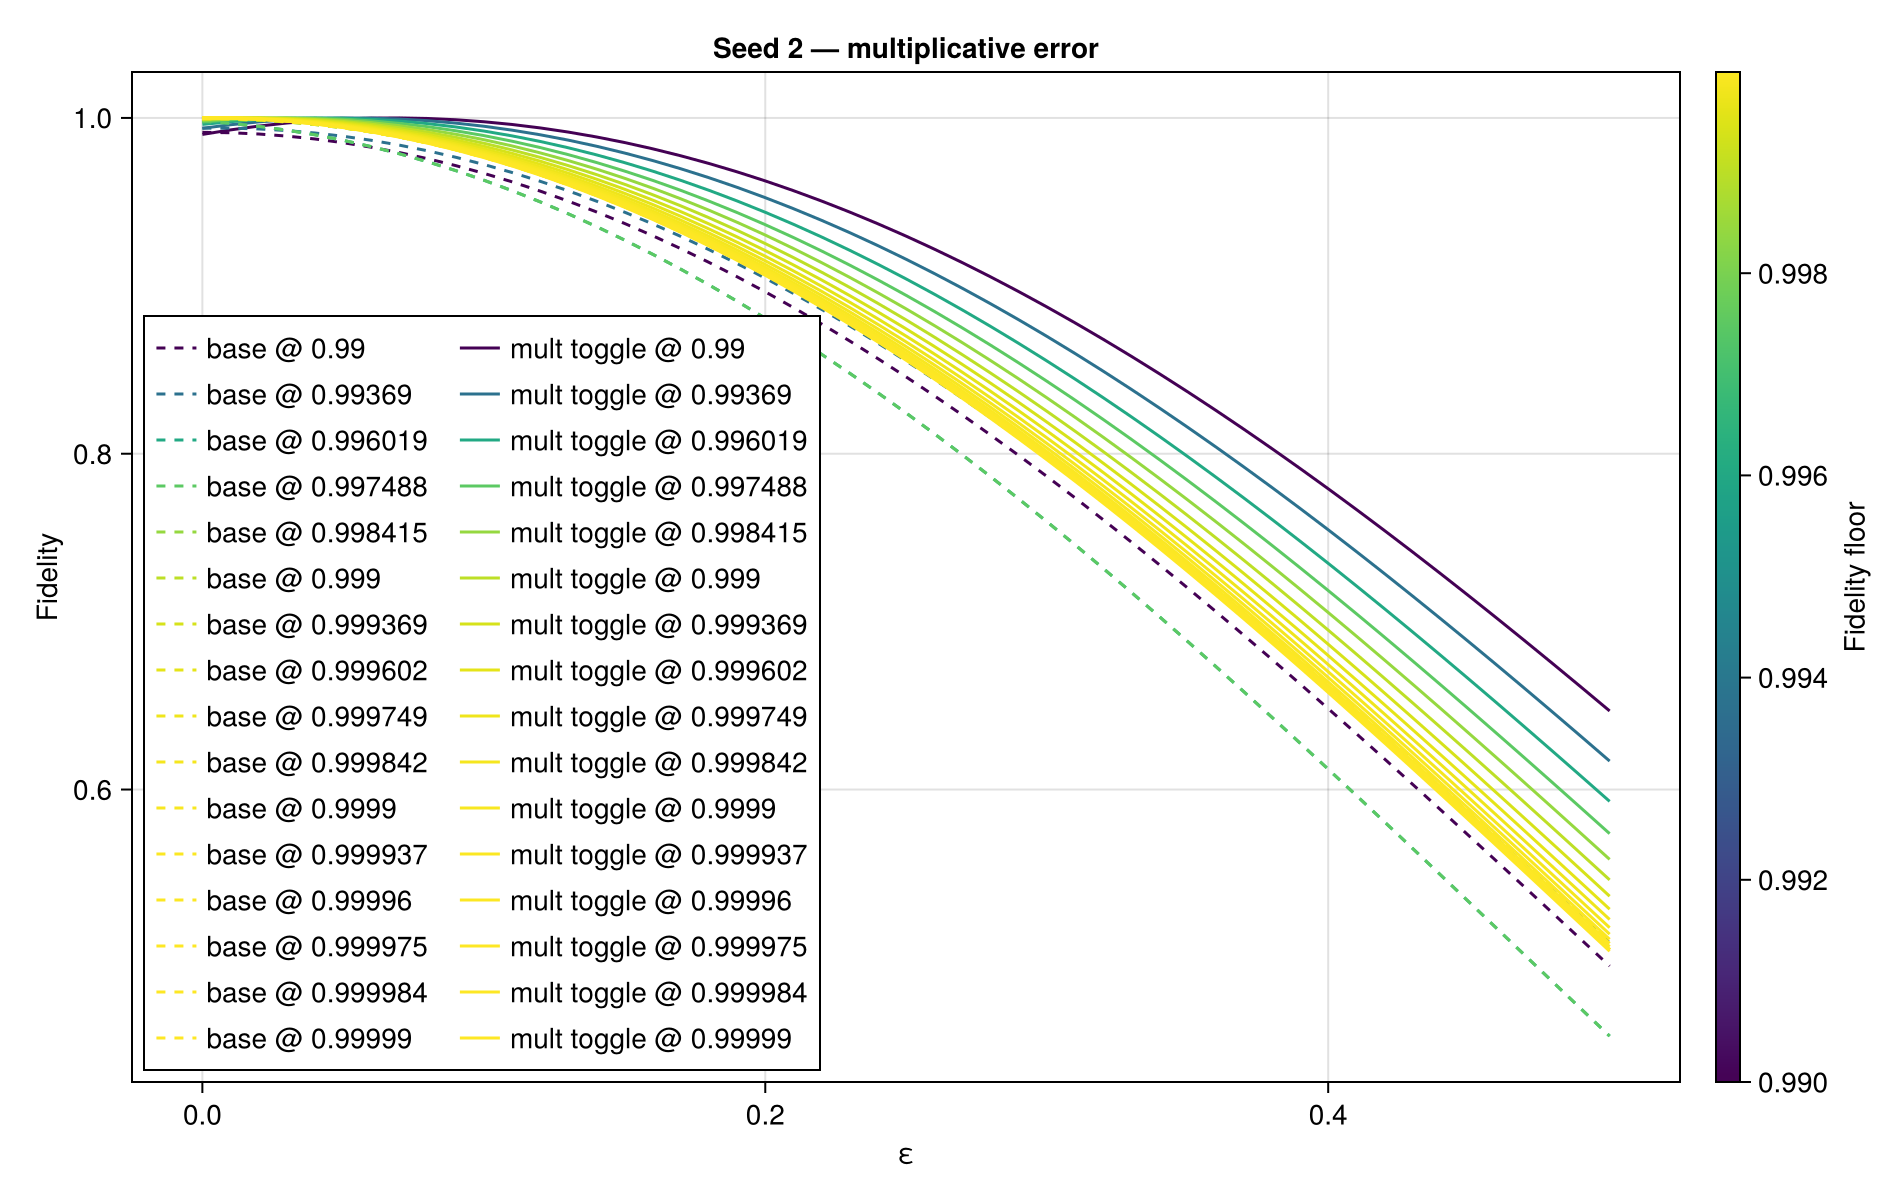 Seed 2 — multiplicative error
Fidelity
1.0
0.8
0.6
base @ 0.99
base @ 0.99369
base @ 0.996019
base @ 0.997488
base @ 0.998415
base @ 0.999
base @ 0.999369
base @ 0.999602
base @ 0.999749
base @ 0.999842
base @ 0.9999
base @ 0.999937
base @ 0.99996
base @ 0.999975
base @ 0.999984
base @ 0.99999
mult toggle @ 0.99
mult toggle @ 0.99369
mult toggle @ 0.996019
mult toggle @ 0.997488
mult toggle @ 0.998415
mult toggle @ 0.999
mult toggle @ 0.999369
mult toggle @ 0.999602
mult toggle @ 0.999749
mult toggle @ 0.999842
mult toggle @ 0.9999
mult toggle @ 0.999937
mult toggle @ 0.99996
mult toggle @ 0.999975
mult toggle @ 0.999984
mult toggle @ 0.99999
0.0
0.2
0.4
ε
0.998
0.996
0.994
0.992
0.990
Fidelity floor